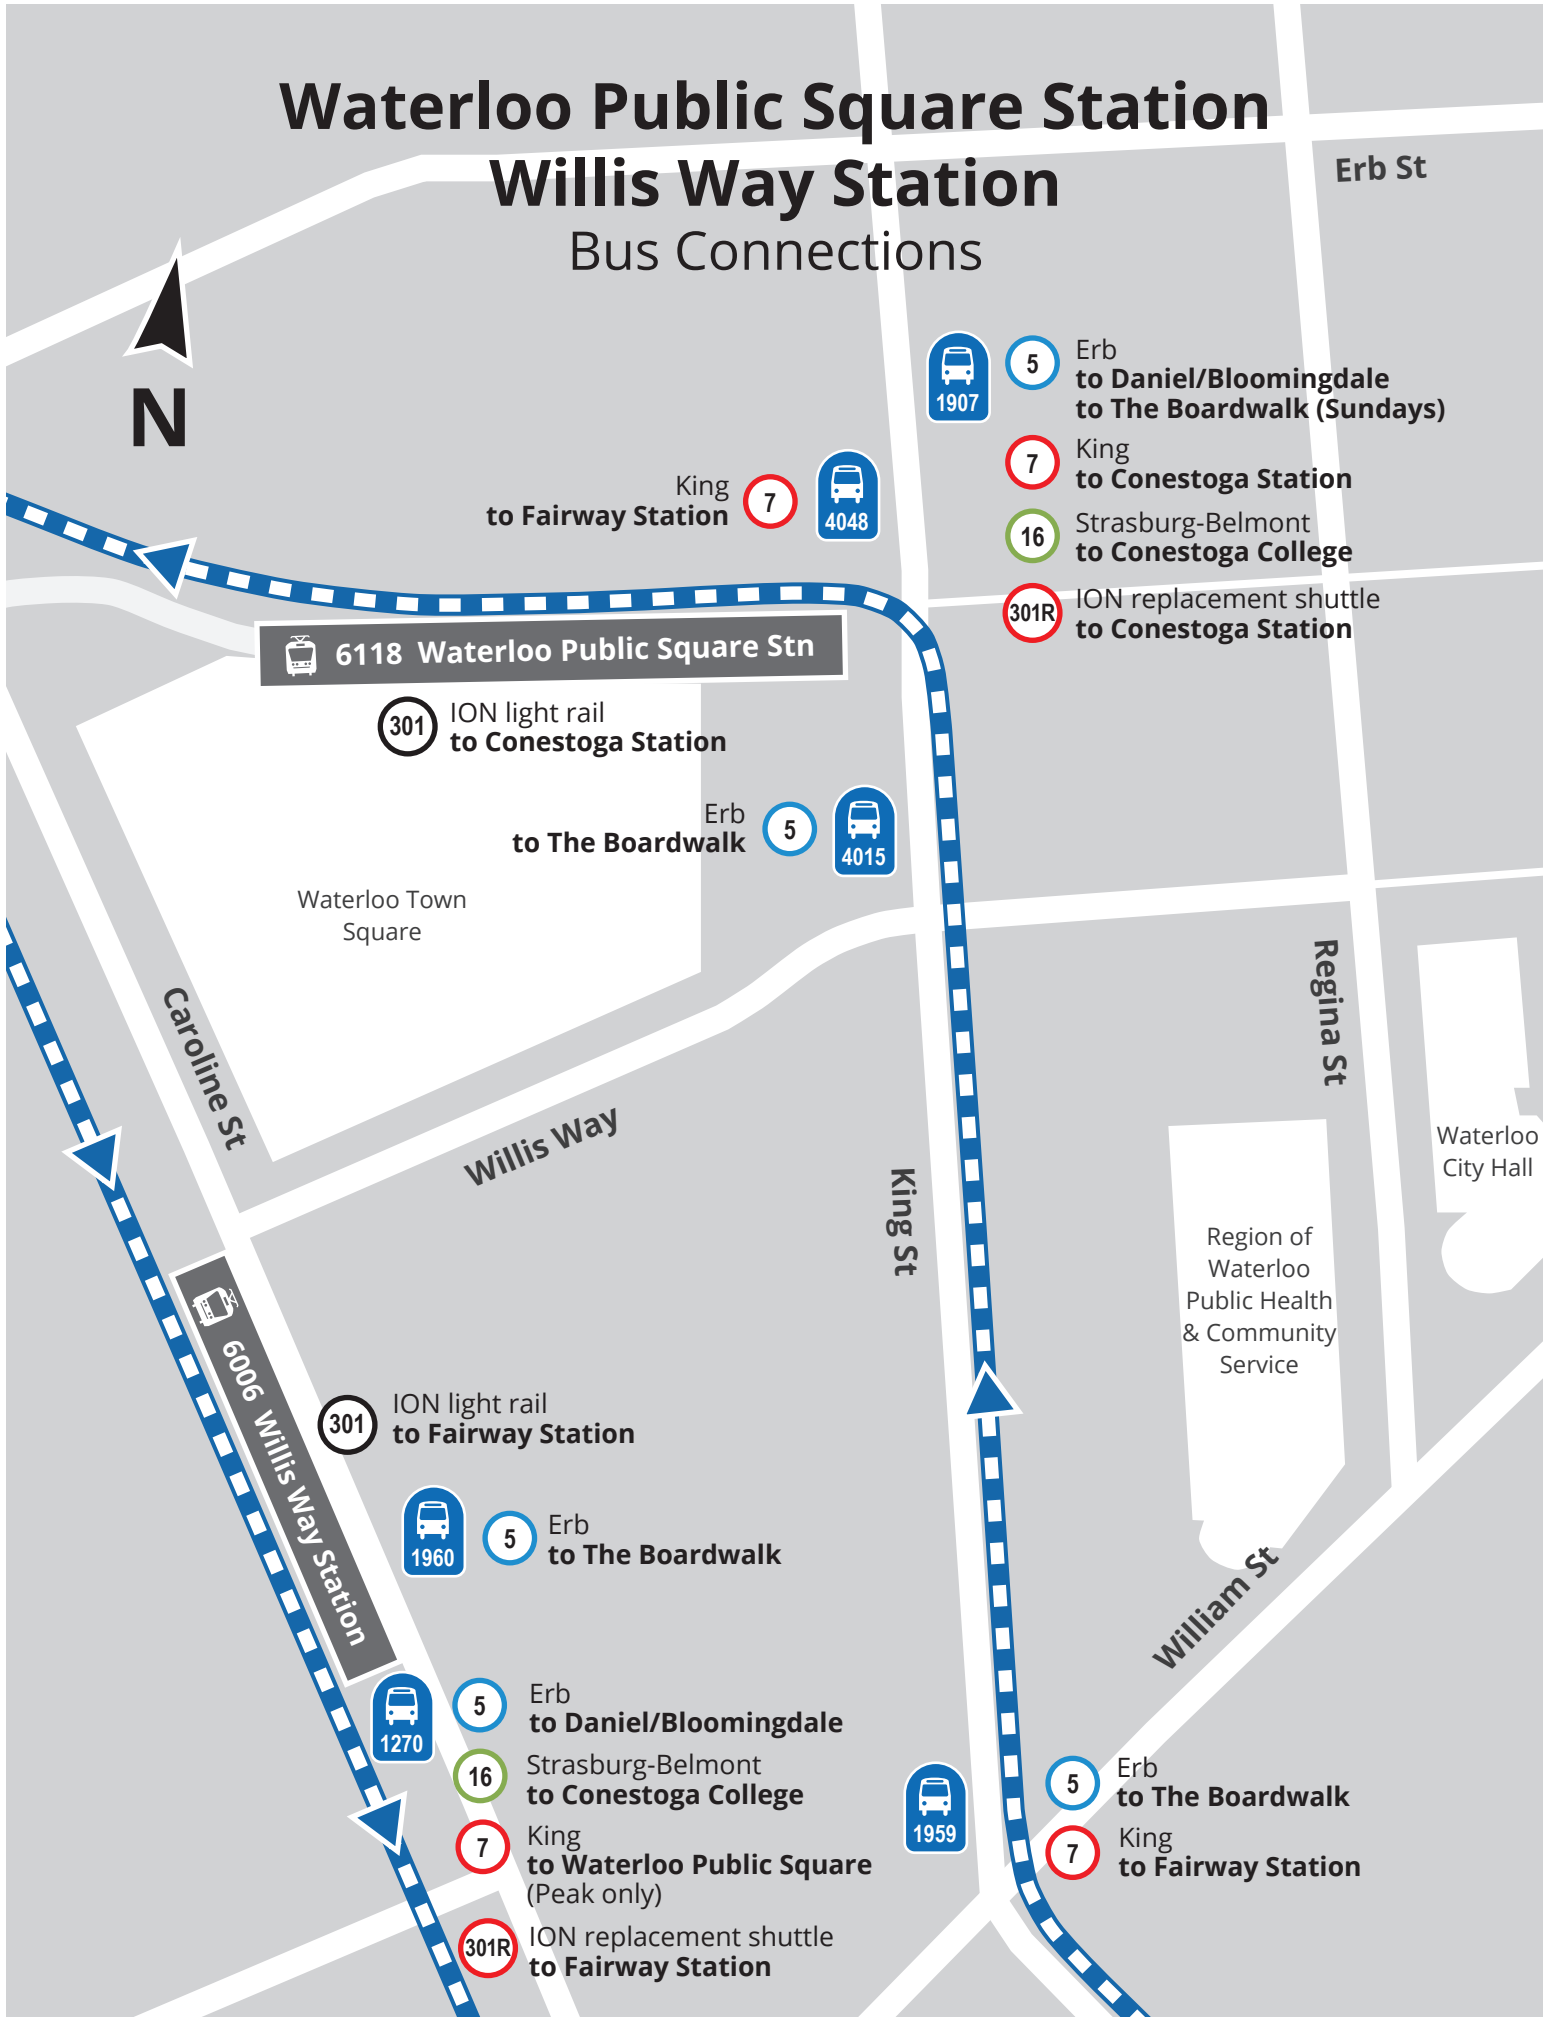 Waterloo Public Square Station
Willis Way Station
Bus Connections
Erb St
N
1907
5
Erb
to Daniel/Bloomingdale
to The Boardwalk (Sundays)
7
King
to Conestoga Station
16
Strasburg-Belmont
to Conestoga College
301R
ION replacement shuttle
to Conestoga Station
King
to Fairway Station
7
4048
6118 Waterloo Public Square Stn
301
ION light rail
to Conestoga Station
Erb
to The Boardwalk
5
4015
Waterloo Town
Square
Caroline St
Willis Way
King St
Regina St
Waterloo
City Hall
Region of
Waterloo
Public Health
& Community
Service
William St
6006 Willis Way Station
301
ION light rail
to Fairway Station
1960
5
Erb
to The Boardwalk
1270
5
Erb
to Daniel/Bloomingdale
16
Strasburg-Belmont
to Conestoga College
7
King
to Waterloo Public Square
(Peak only)
301R
ION replacement shuttle
to Fairway Station
1959
5
Erb
to The Boardwalk
7
King
to Fairway Station